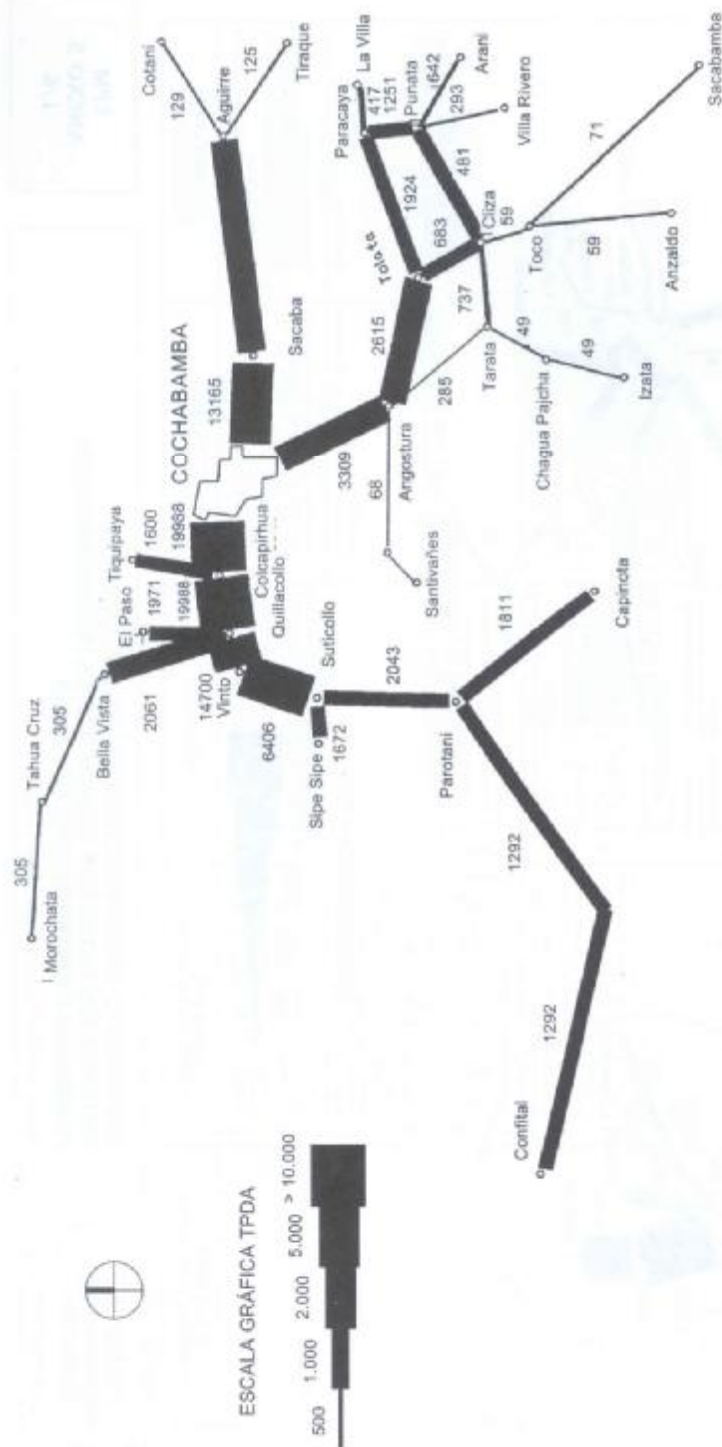 Cotani
129
125
Tiraque
Aguirre
Sacaba
13165
COCHABAMBA
La Villa
Paracaya
417
1251
Punata
642
Arani
293
Villa Rivero
1924
481
Tolata
683
Cliza
59
Toco
71
Sacabamba
59
Anzaldo
2615
737
Tarata
49
Chagua Pajcha
49
Izata
285
3309
Angostura
68
Santivañes
19988
Colcapirhua
1600
Tiquipaya
19988
Quillacollo
1971
El Paso
2061
Bella Vista
305
Tahua Cruz
305
Morochata
14700
Vinto
6406
Suticollo
1672
Sipe Sipe
2043
Parotani
1811
Capinota
1292
1292
Confital
ESCALA GRÁFICA TPDA
500
1.000
2.000
5.000
> 10.000